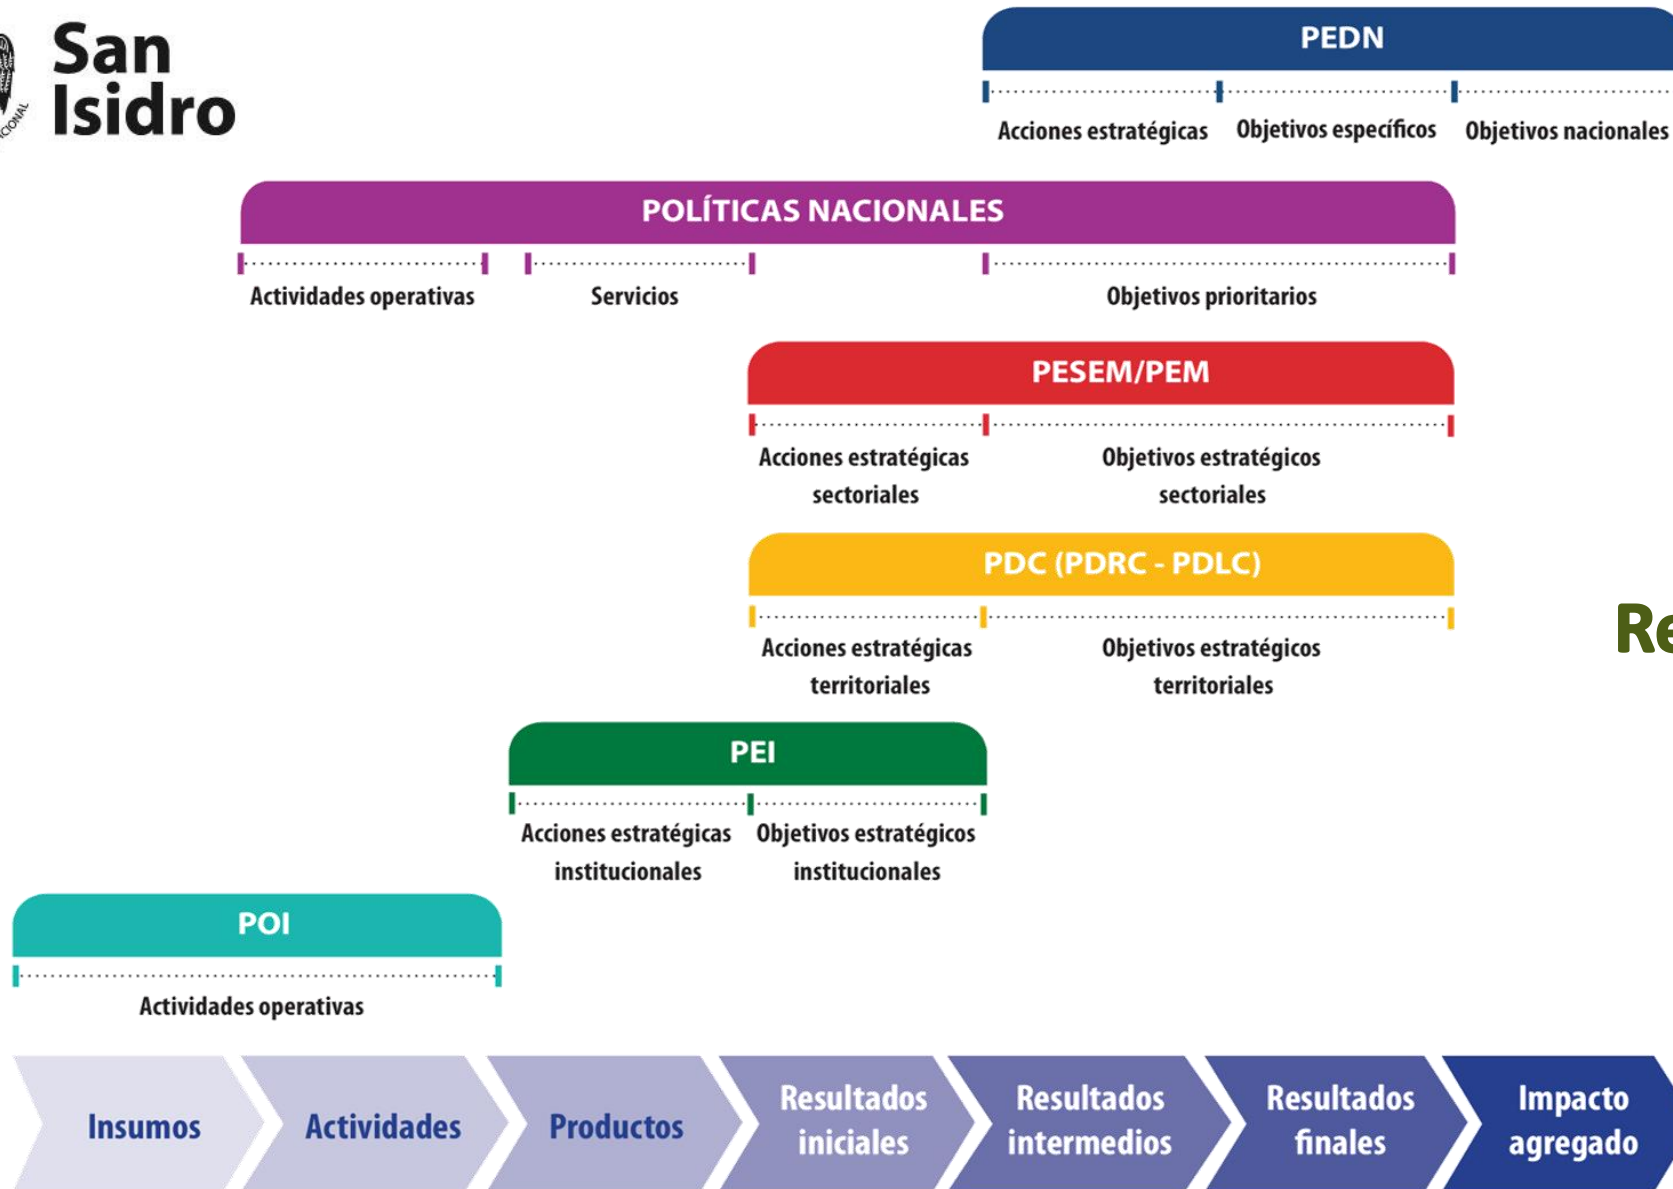 San
Isidro
PEDN
Acciones estratégicas
Objetivos específicos
Objetivos nacionales
POLÍTICAS NACIONALES
Actividades operativas
Servicios
Objetivos prioritarios
PESEM/PEM
Acciones estratégicas
sectoriales
Objetivos estratégicos
sectoriales
PDC (PDRC - PDLC)
Acciones estratégicas
territoriales
Objetivos estratégicos
territoriales
PEI
Acciones estratégicas
institucionales
Objetivos estratégicos
institucionales
POI
Actividades operativas
Insumos
Actividades
Productos
Resultados
iniciales
Resultados
intermedios
Resultados
finales
Impacto
agregado